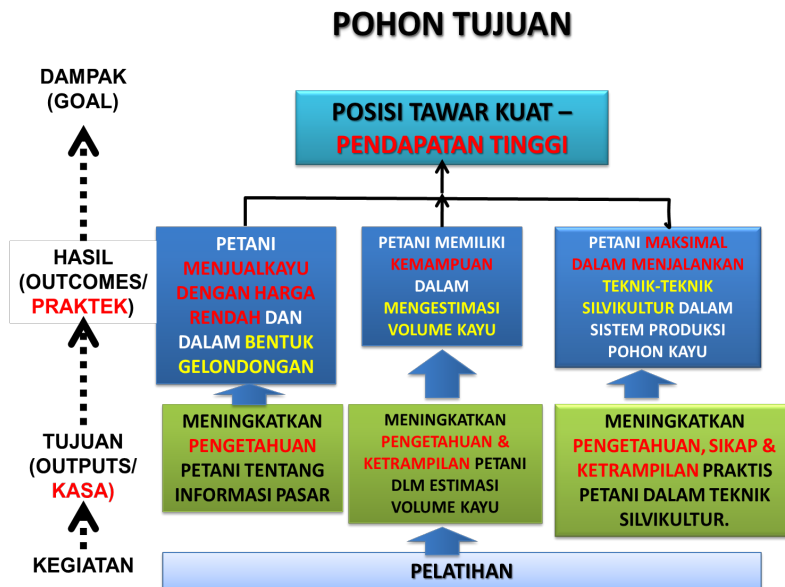 POHON TUJUAN
DAMPAK
(GOAL)
POSISI TAWAR KUAT –
PENDAPATAN TINGGI
HASIL
(OUTCOMES/
PRAKTEK)
PETANI
MENJUALKAYU
DENGAN HARGA
RENDAH DAN
DALAM BENTUK
GELONDONGAN
PETANI MEMILIKI
KEMAMPUAN
DALAM
MENGESTIMASI
VOLUME KAYU
PETANI MAKSIMAL
DALAM MENJALANKAN
TEKNIK-TEKNIK
SILVIKULTUR DALAM
SISTEM PRODUKSI
POHON KAYU
TUJUAN
(OUTPUTS/
KASA)
MENINGKATKAN
PENGETAHUAN
PETANI TENTANG
INFORMASI PASAR
MENINGKATKAN
PENGETAHUAN &
KETRAMPILAN PETANI
DLM ESTIMASI
VOLUME KAYU
MENINGKATKAN
PENGETAHUAN, SIKAP &
KETRAMPILAN PRAKTIS
PETANI DALAM TEKNIK
SILVIKULTUR.
KEGIATAN
PELATIHAN